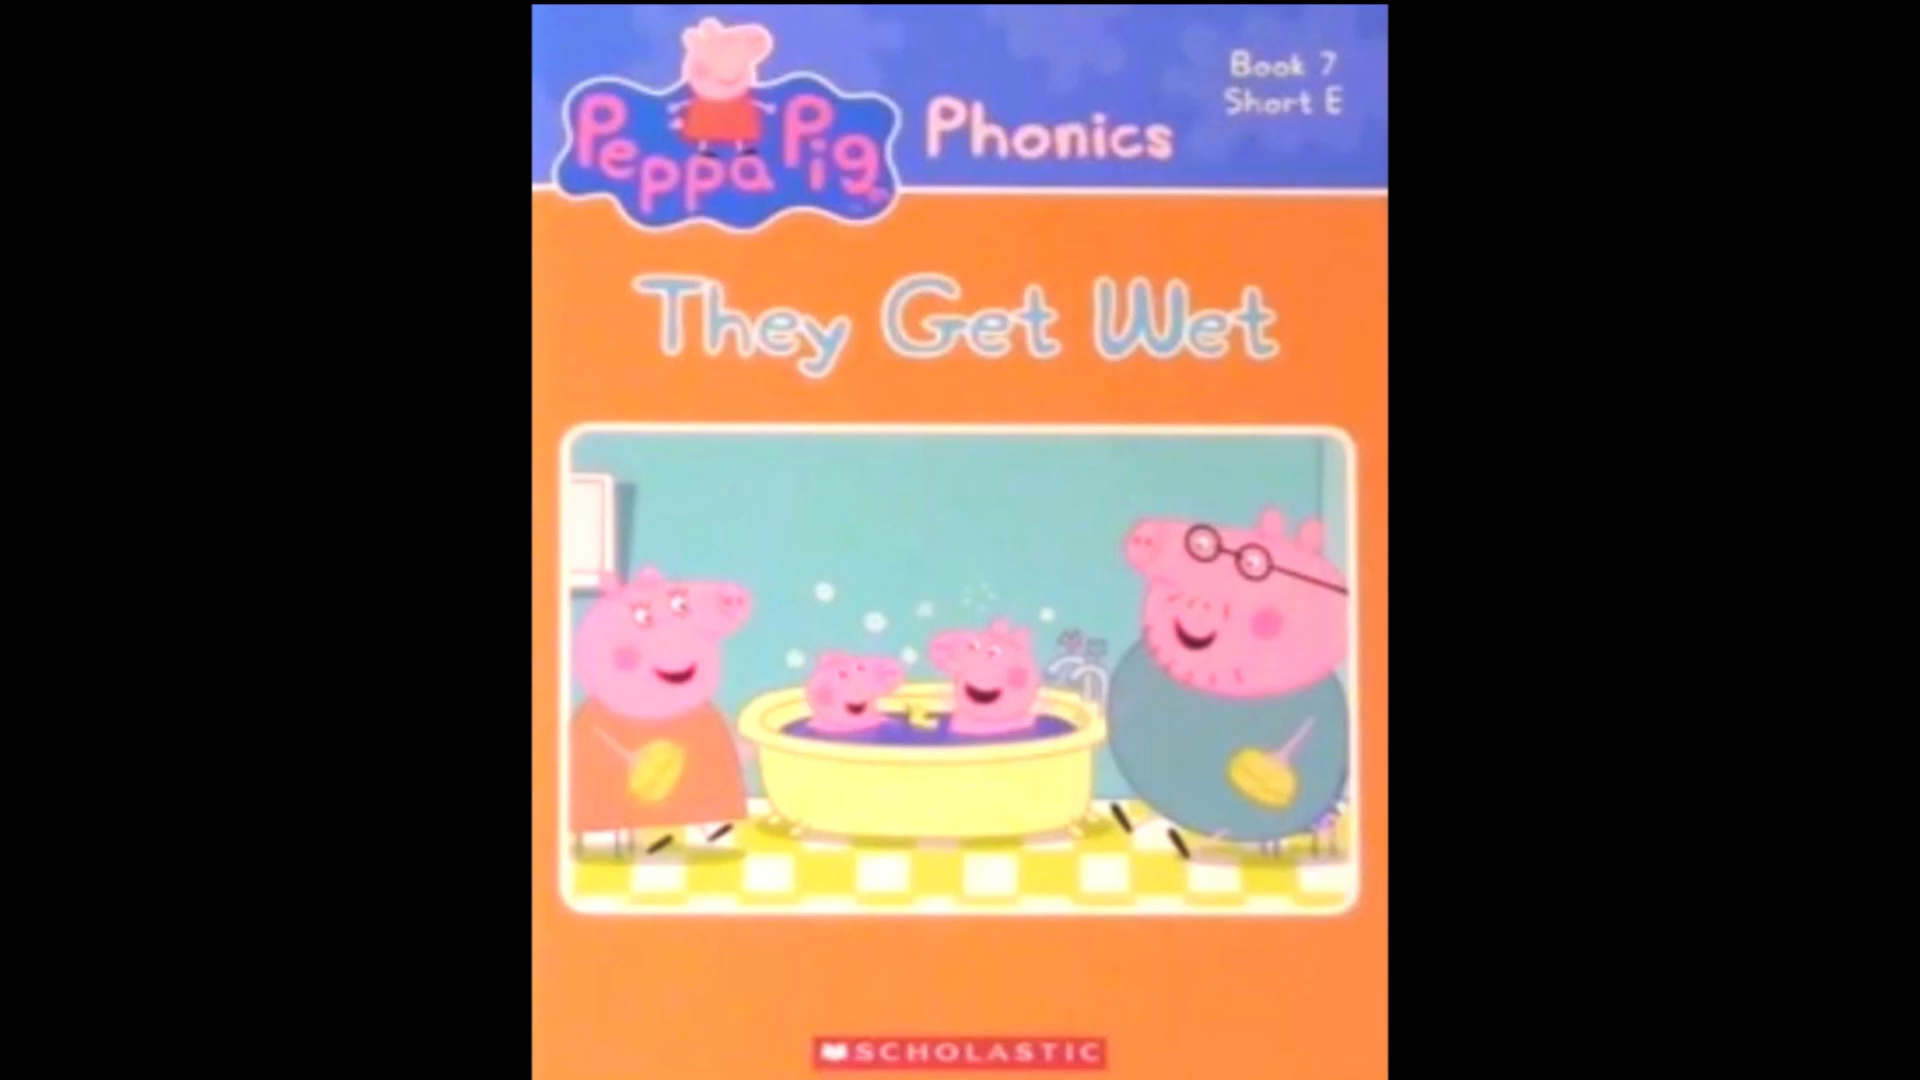 Peppa Pig
Phonics
Book 7
Short E
They Get Wet
SCHOLASTIC